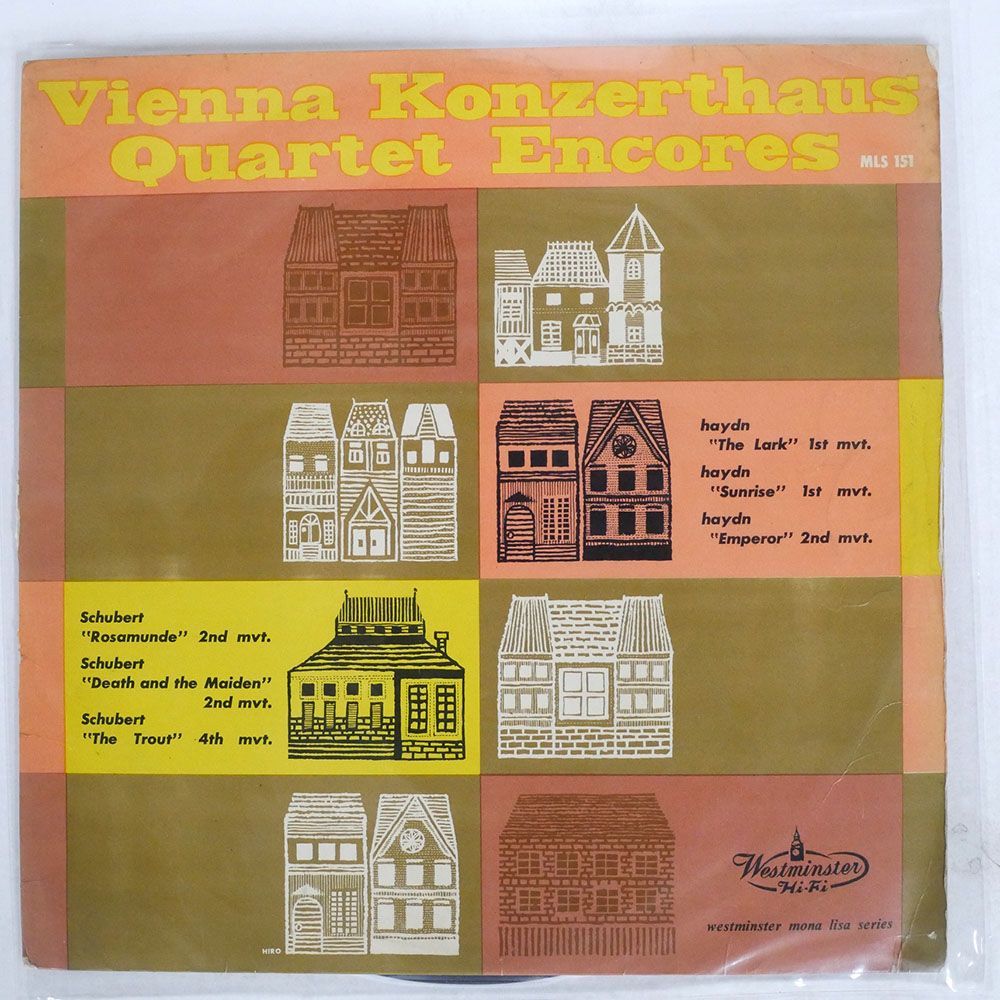 Vienna Konzerthaus
Quartet Encores
MLS 151
haydn
"The Lark" 1st mvt.
haydn
"Sunrise" 1st mvt.
haydn
"Emperor" 2nd mvt.
Schubert
"Rosamunde" 2nd mvt.
Schubert
"Death and the Maiden"
2nd mvt.
Schubert
"The Trout" 4th mvt.
Westminster
Hi-Fi
westminster mona lisa series
HIRO